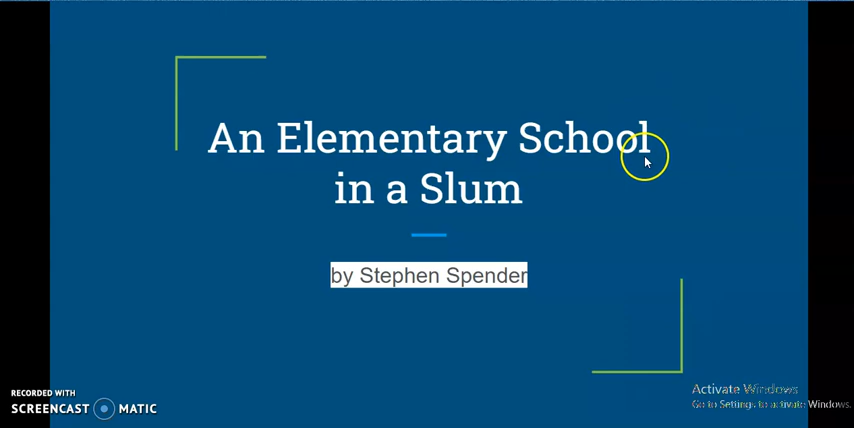 An Elementary School
in a Slum
by Stephen Spender
RECORDED WITH
SCREENCAST MATIC
Activate Windows
Go to Settings to activate Windows.